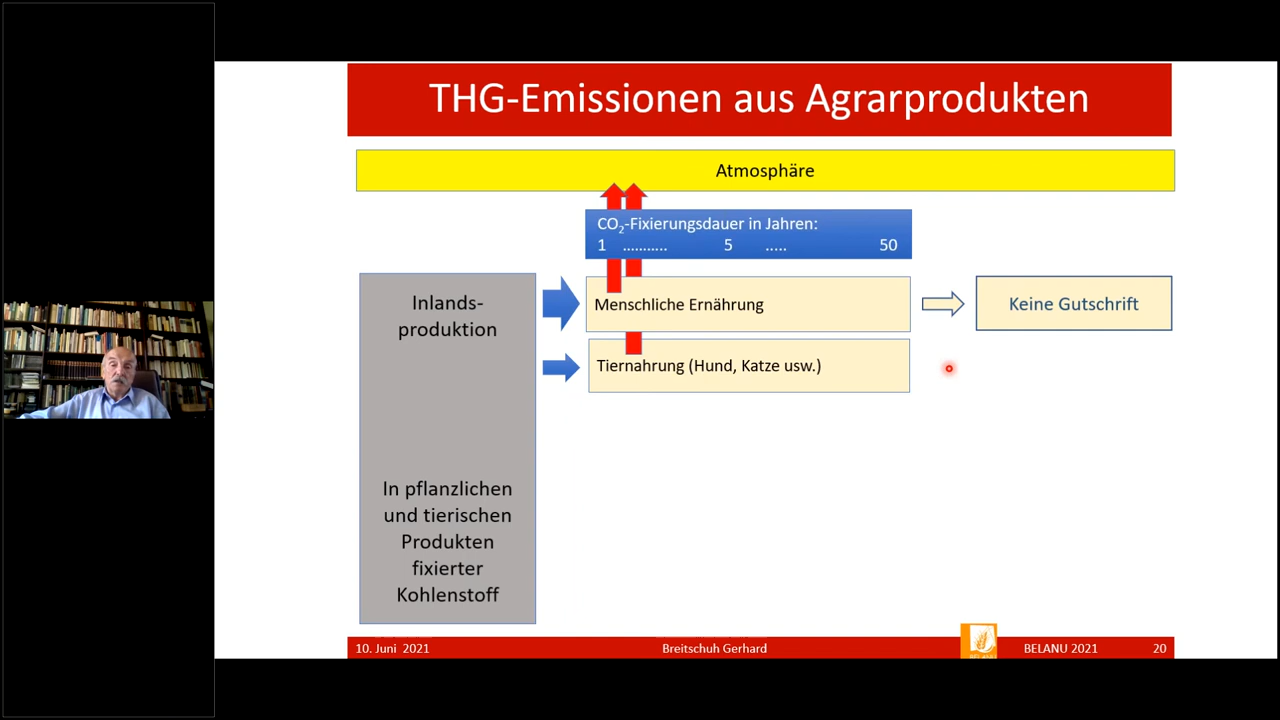 THG-Emissionen aus Agrarprodukten
Atmosphäre
CO₂-Fixierungsdauer in Jahren:
1 ........... 5 ..... 50
Inlands-
produktion
Menschliche Ernährung
Keine Gutschrift
Tiernahrung (Hund, Katze usw.)
In pflanzlichen
und tierischen
Produkten
fixierter
Kohlenstoff
10. Juni 2021
Breitschuh Gerhard
BELANU
BELANU 2021
20